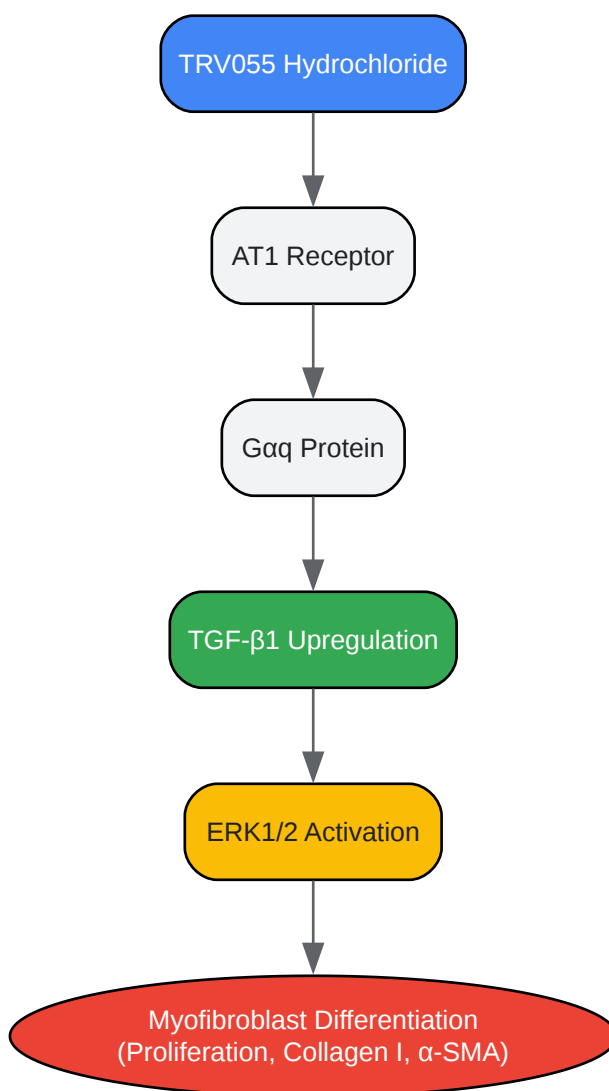 TRV055 Hydrochloride
AT1 Receptor
Gαq Protein
TGF-β1 Upregulation
ERK1/2 Activation
Myofibroblast Differentiation
(Proliferation, Collagen I, α-SMA)